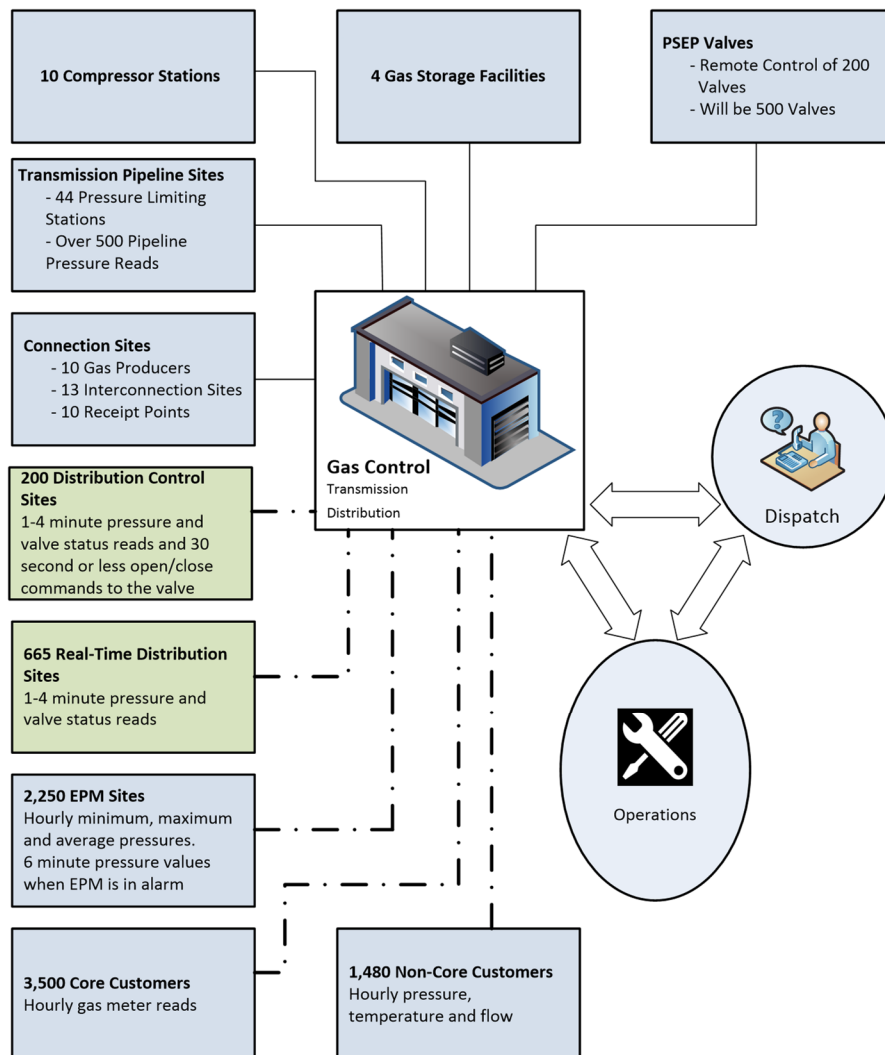 10 Compressor Stations
4 Gas Storage Facilities
PSEP Valves
- Remote Control of 200
Valves
- Will be 500 Valves
Transmission Pipeline Sites
- 44 Pressure Limiting
Stations
- Over 500 Pipeline
Pressure Reads
Connection Sites
- 10 Gas Producers
- 13 Interconnection Sites
- 10 Receipt Points
Gas Control
Transmission
Distribution
?
Dispatch
200 Distribution Control
Sites
1-4 minute pressure and
valve status reads and 30
second or less open/close
commands to the valve
665 Real-Time Distribution
Sites
1-4 minute pressure and
valve status reads
Operations
2,250 EPM Sites
Hourly minimum, maximum
and average pressures.
6 minute pressure values
when EPM is in alarm
3,500 Core Customers
Hourly gas meter reads
1,480 Non-Core Customers
Hourly pressure,
temperature and flow